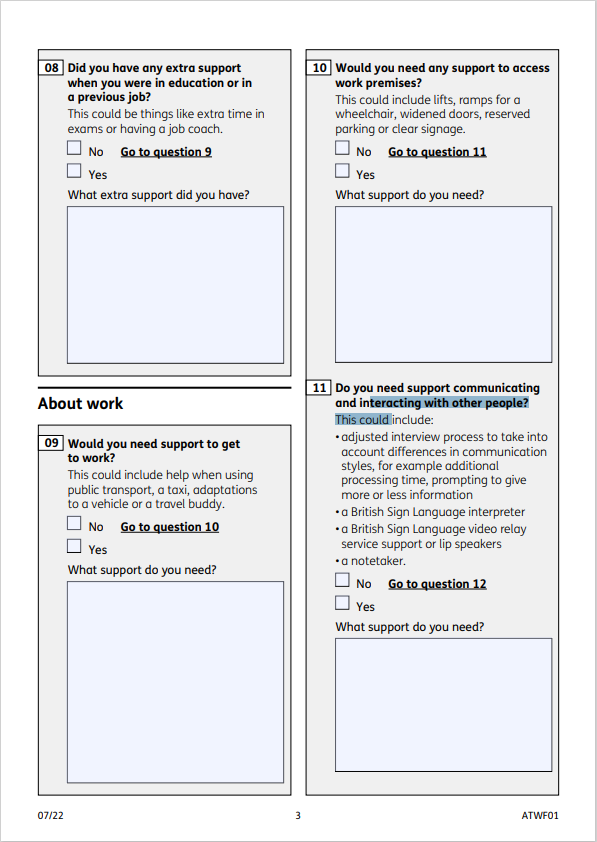 08 Did you have any extra support
when you were in education or in
a previous job?
This could be things like extra time in
exams or having a job coach.
No Go to question 9
Yes
What extra support did you have?
About work
09 Would you need support to get
to work?
This could include help when using
public transport, a taxi, adaptations
to a vehicle or a travel buddy.
No Go to question 10
Yes
What support do you need?
10 Would you need any support to access
work premises?
This could include lifts, ramps for a
wheelchair, widened doors, reserved
parking or clear signage.
No Go to question 11
Yes
What support do you need?
11 Do you need support communicating
and interacting with other people?
This could include:
• adjusted interview process to take into
account differences in communication
styles, for example additional
processing time, prompting to give
more or less information
• a British Sign Language interpreter
• a British Sign Language video relay
service support or lip speakers
• a notetaker.
No Go to question 12
Yes
What support do you need?
07/22 3 ATWF01